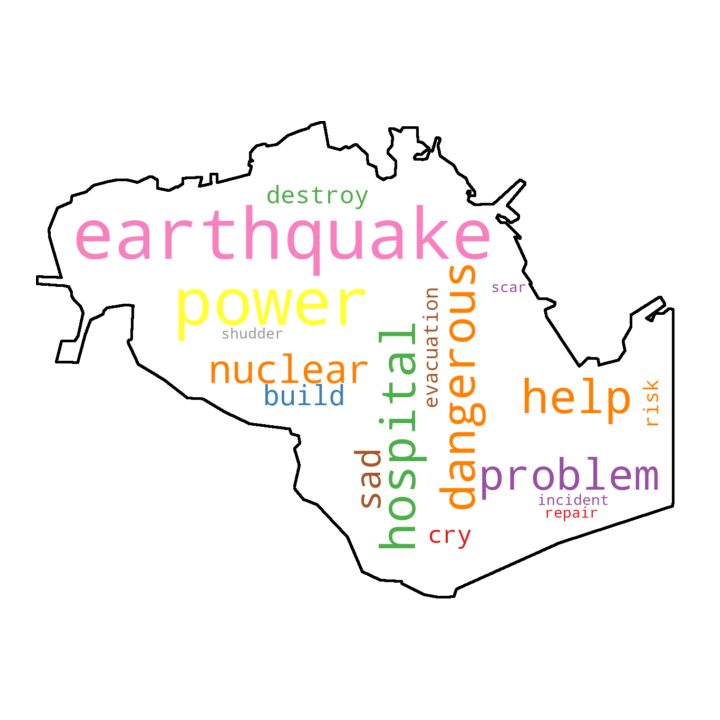 destroy
earthquake
scar
power
shudder
evacuation
dangerous
nuclear
hospital
build
help
risk
sad
problem
incident
repair
cry